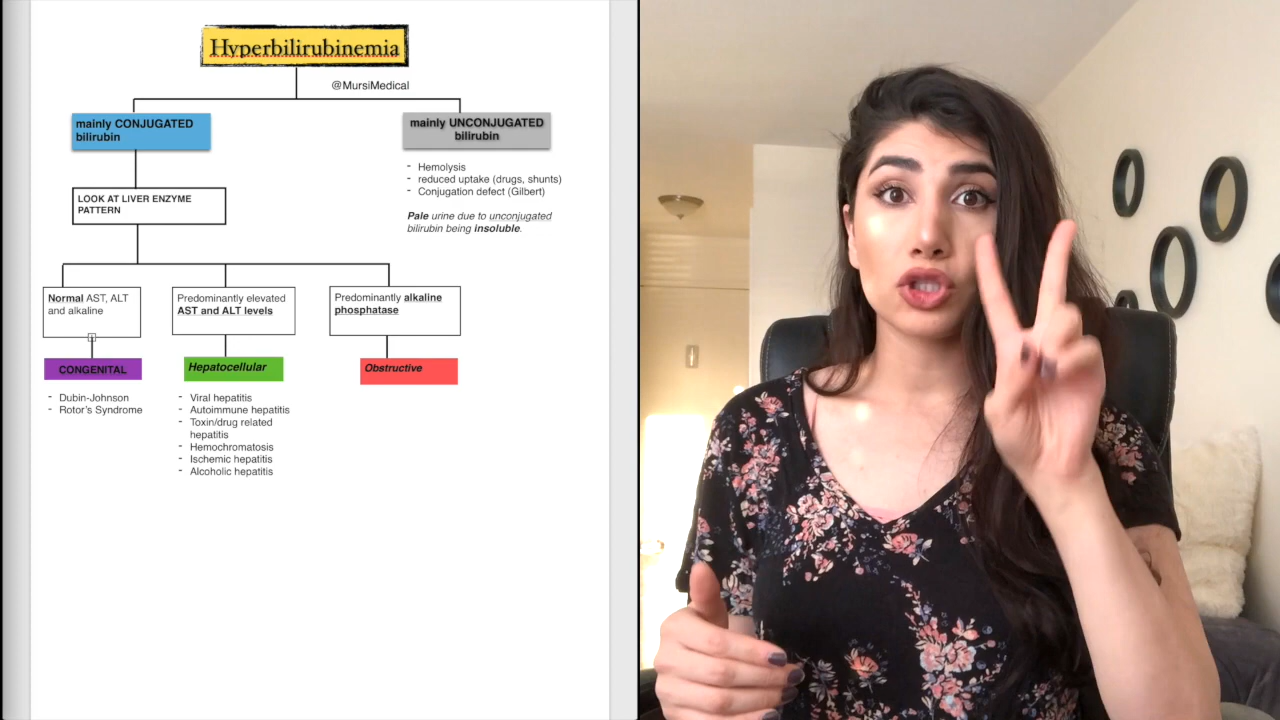 Hyperbilirubinemia
@MursiMedical
mainly CONJUGATED
bilirubin
mainly UNCONJUGATED
bilirubin
- Hemolysis
- reduced uptake (drugs, shunts)
- Conjugation defect (Gilbert)
Pale urine due to unconjugated
bilirubin being insoluble.
LOOK AT LIVER ENZYME
PATTERN
Normal AST, ALT
and alkaline
Predominantly elevated
AST and ALT levels
Predominantly alkaline
phosphatase
CONGENITAL
Hepatocellular
Obstructive
- Dubin-Johnson
- Rotor's Syndrome
- Viral hepatitis
- Autoimmune hepatitis
- Toxin/drug related
hepatitis
- Hemochromatosis
- Ischemic hepatitis
- Alcoholic hepatitis